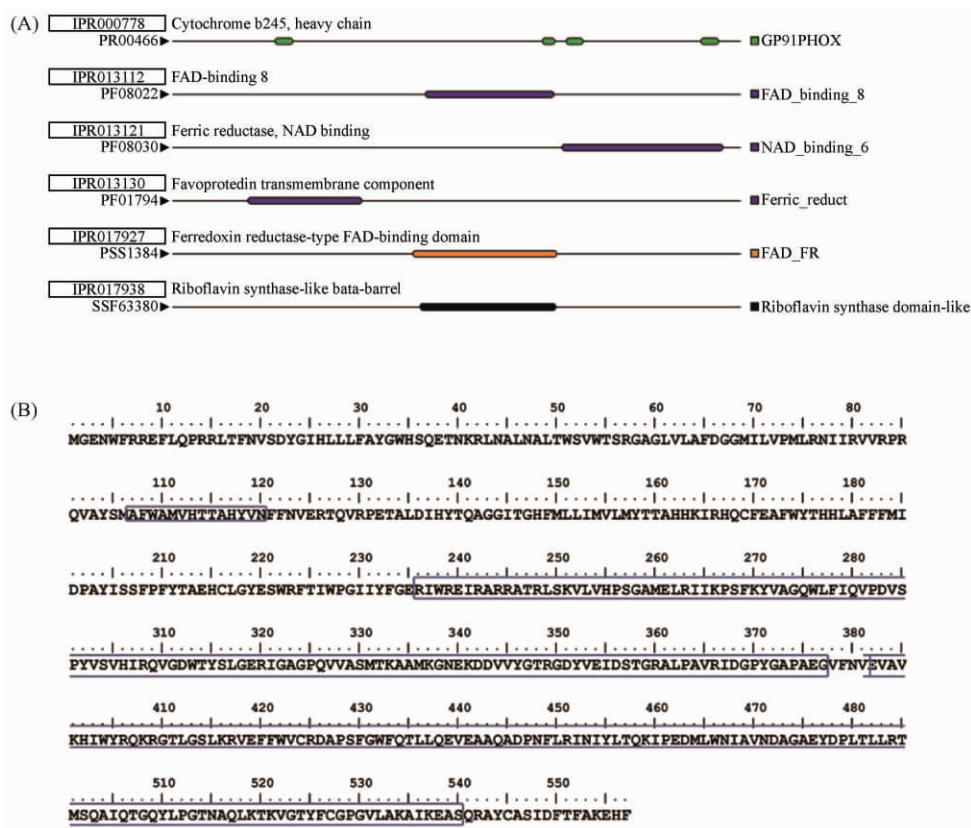 (A)
IPR000778 Cytochrome b245, heavy chain
PR00466 GP91PHOX
IPR013112 FAD-binding 8
PF08022 FAD_binding_8
IPR013121 Ferric reductase, NAD binding
PF08030 NAD_binding_6
IPR013130 Favoprotedin transmembrane component
PF01794 Ferric_reduct
IPR017927 Ferredoxin reductase-type FAD-binding domain
PSS1384 FAD_FR
IPR017938 Riboflavin synthase-like bata-barrel
SSF63380 Riboflavin synthase domain-like
(B)
10 20 30 40 50 60 70 80
MGENWFRREFLQPRRLTFNVSDYGIHLLLFAYGWHSQETNKRLNALNALTWSVWTSRGAGLVLAFDGGMILVPMLRNIIRVVRPR
110 120 130 140 150 160 170 180
QVAYSMAFWAMVHTTAHYVNFFNVERTQVRPETALDIHYTQAGGITGHFMLLIMVLMYTTAHHKIRHQCFEAFWYTHHLAFFFMI
210 220 230 240 250 260 270 280
DPAYISSFPFYTAEHCLGYESWRFTIWPGIIYFGERIWREIRARRATRLSKVLVHPSGAMELRIIKPSFKYVAGQWLFIQVPDVS
310 320 330 340 350 360 370 380
PYVSVHIRQVGDWTYSLGERIGAGPQVVASMTKAAMKGNEKDDVVYGTRGDYVEIDSTGRALPAVRIDGPYGAPAEGVFNVEVAV
410 420 430 440 450 460 470 480
KHIWYRQKRGTLGSLKRVEFFWVCRDAPSFGWFQTLLQEVEAAQADPNFLRINIYLTQKIPEDMLWNIAVNDAGAEYDPLTLLRT
510 520 530 540 550
MSQAIQTGQYLPGTNAQLKTKVGTYFCGPGVLAKAIKEASQRAYCASIDFTFAKEHF